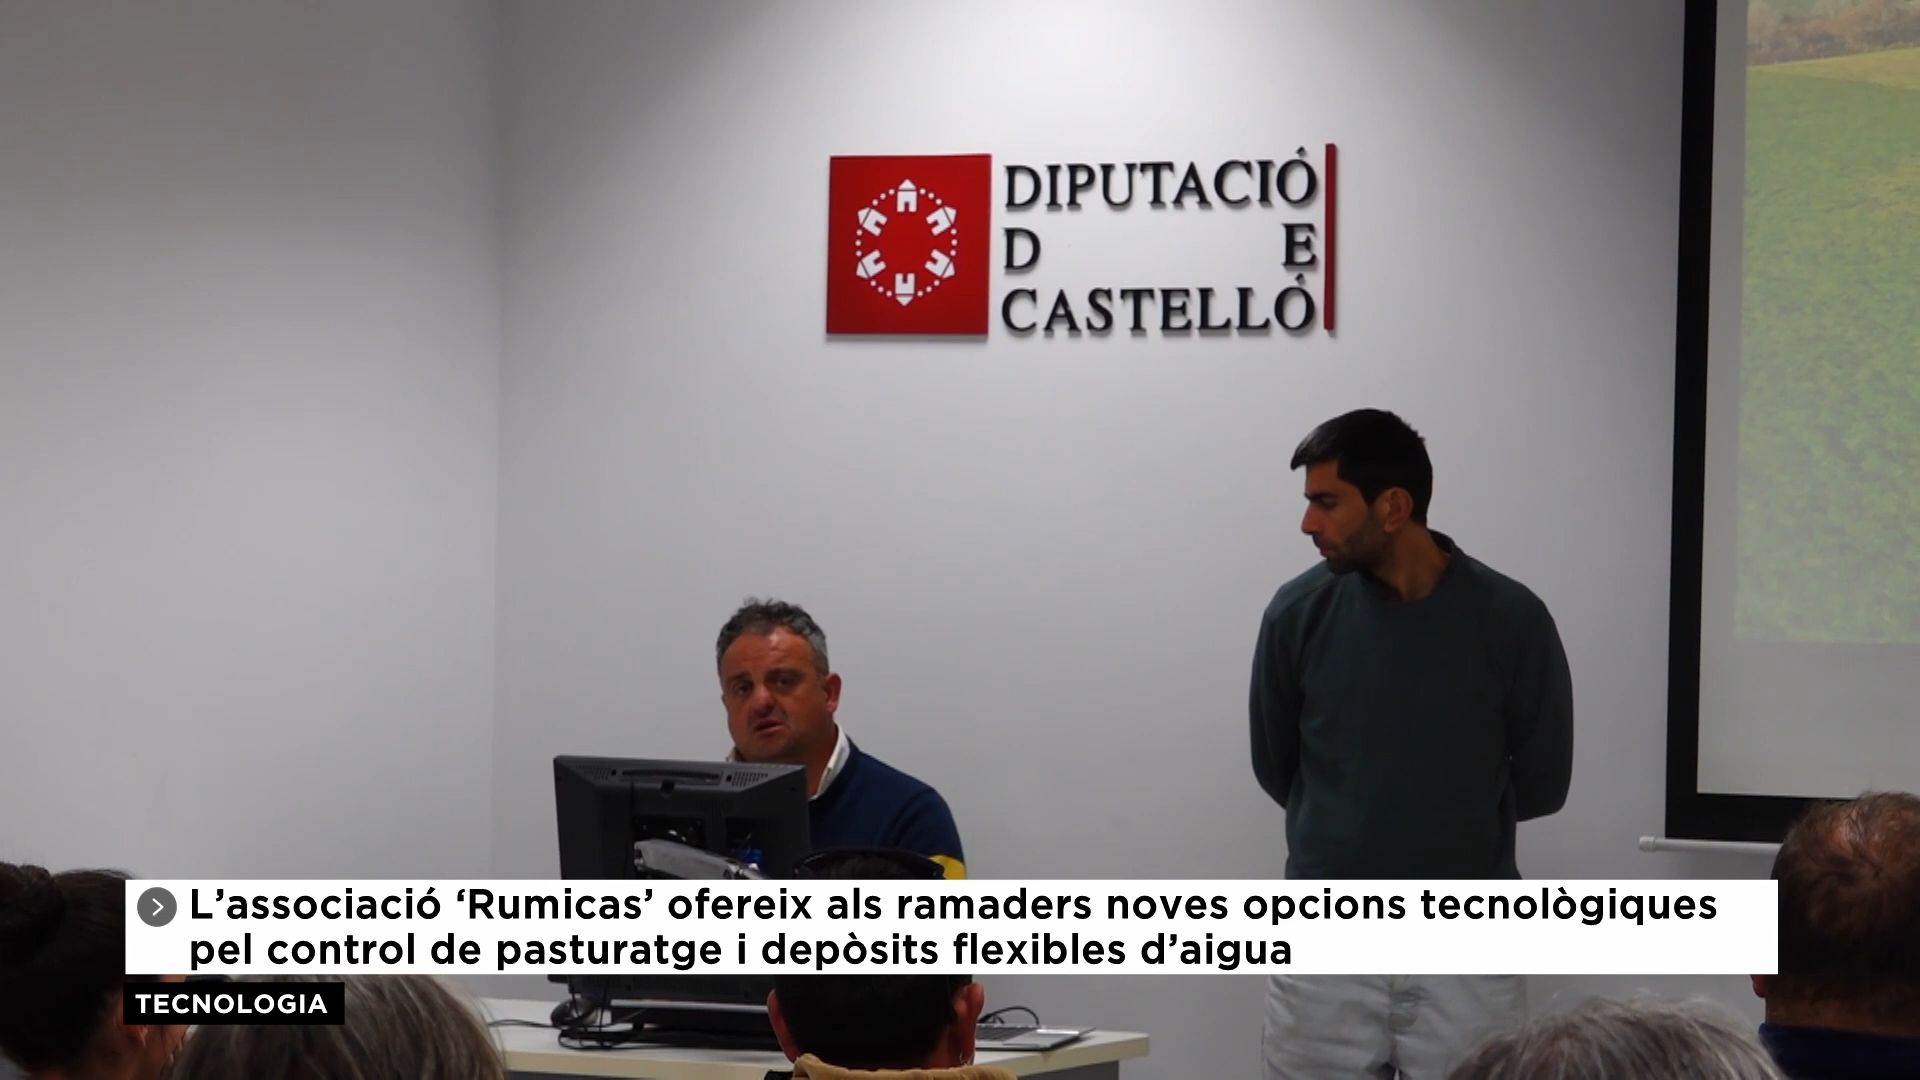 DIPUTACIÓ
D E
CASTELLÓ
L’associació ‘Rumicas’ ofereix als ramaders noves opcions tecnològiques
pel control de pasturatge i depòsits flexibles d’aigua
TECNOLOGIA